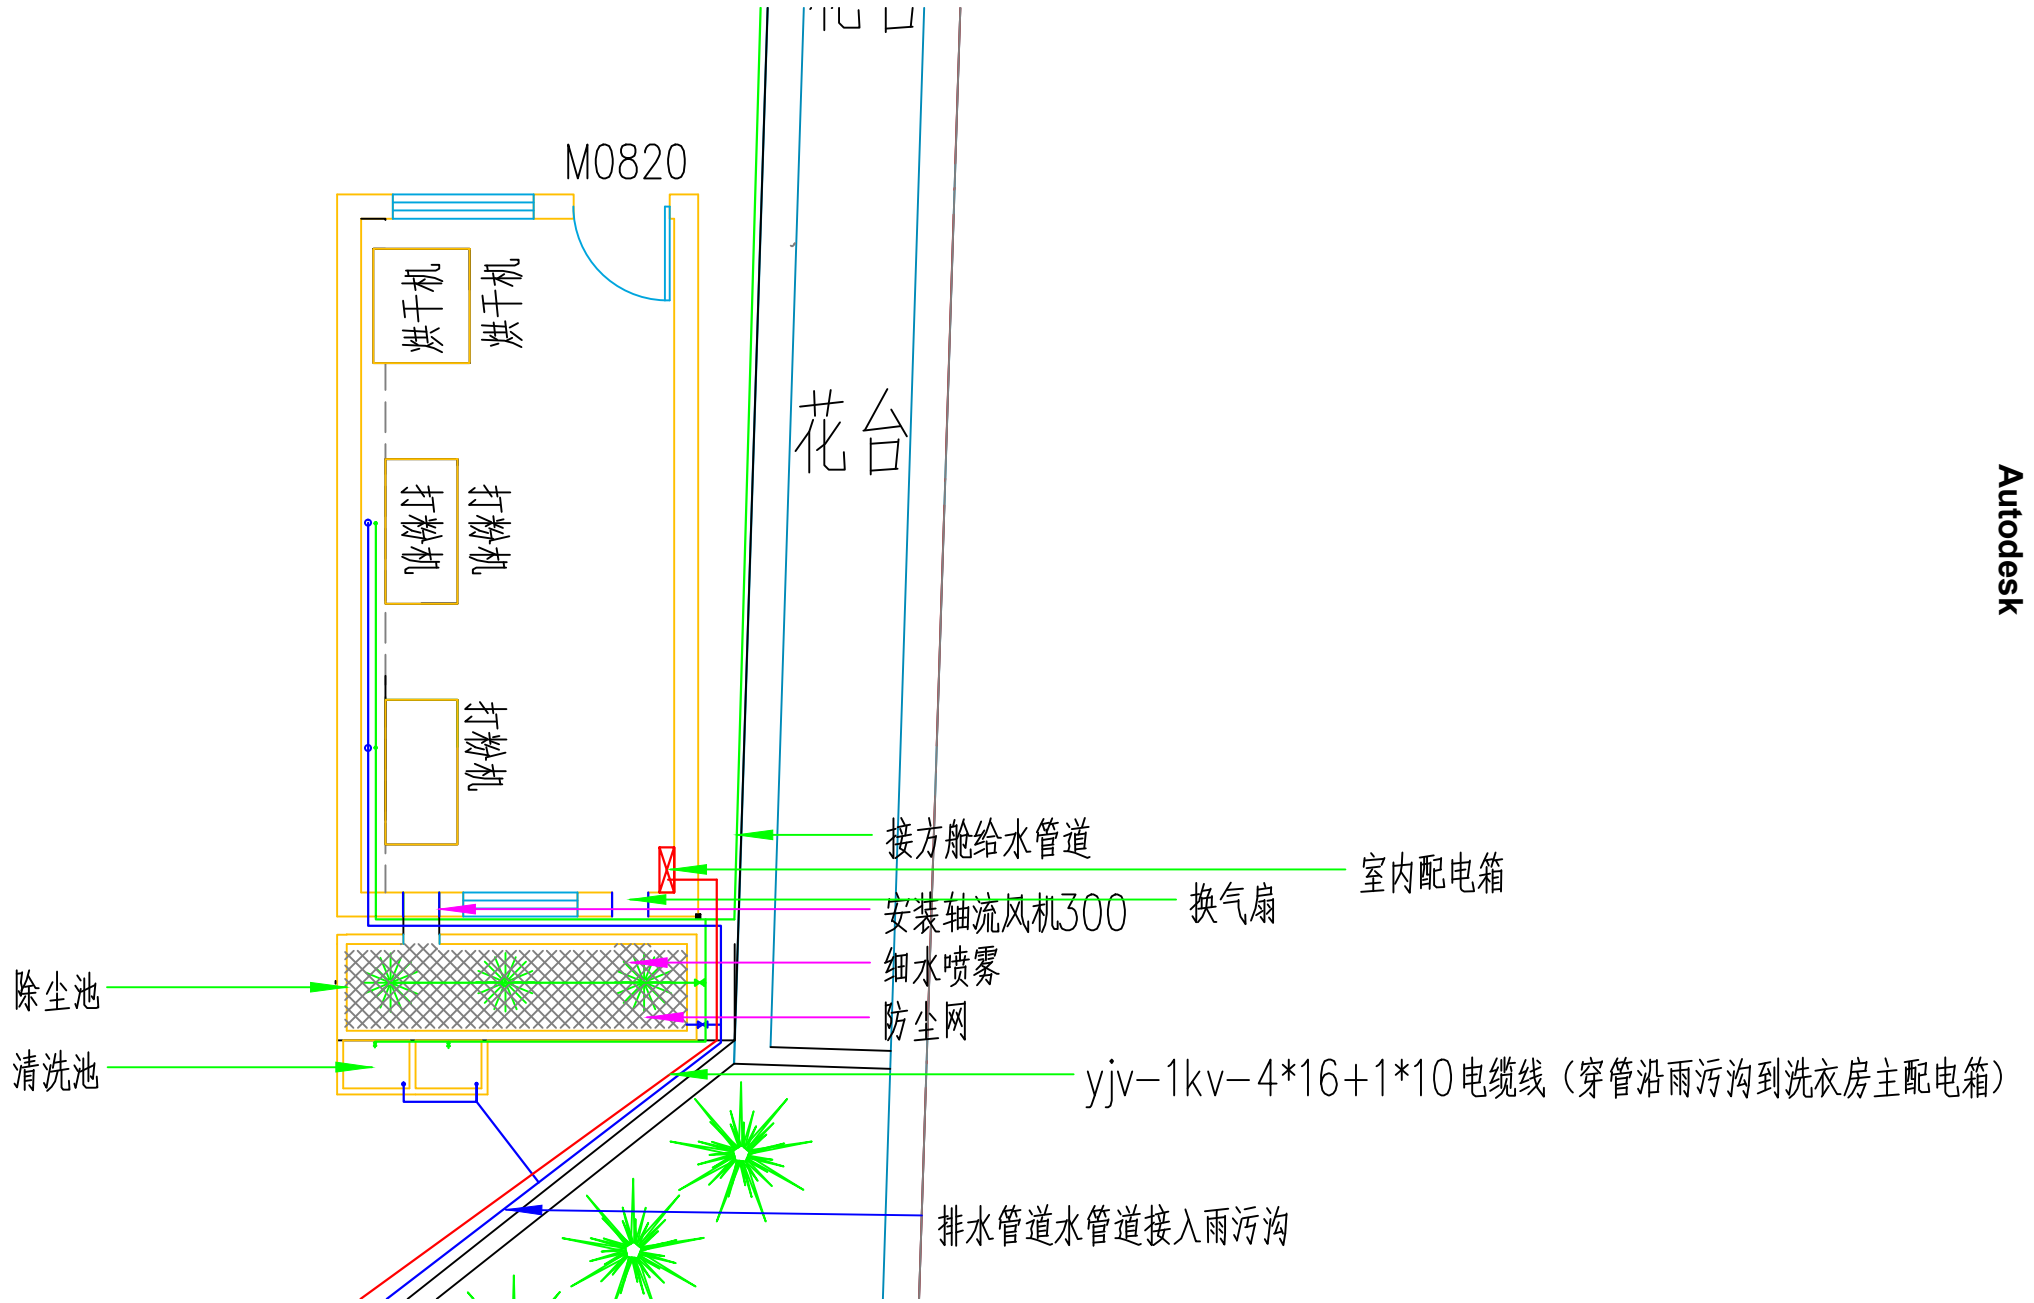 花台
M0820
烘干机
烘干机
花台
打粉机
打粉机
Autodesk
打粉机
接方舱给水管道
室内配电箱
换气扇
安装轴流风机300
细水喷雾
除尘池
防尘网
清洗池
yjv-1kv-4*16+1*10电缆线（穿管沿雨污沟到洗衣房主配电箱）
排水管道水管道接入雨污沟